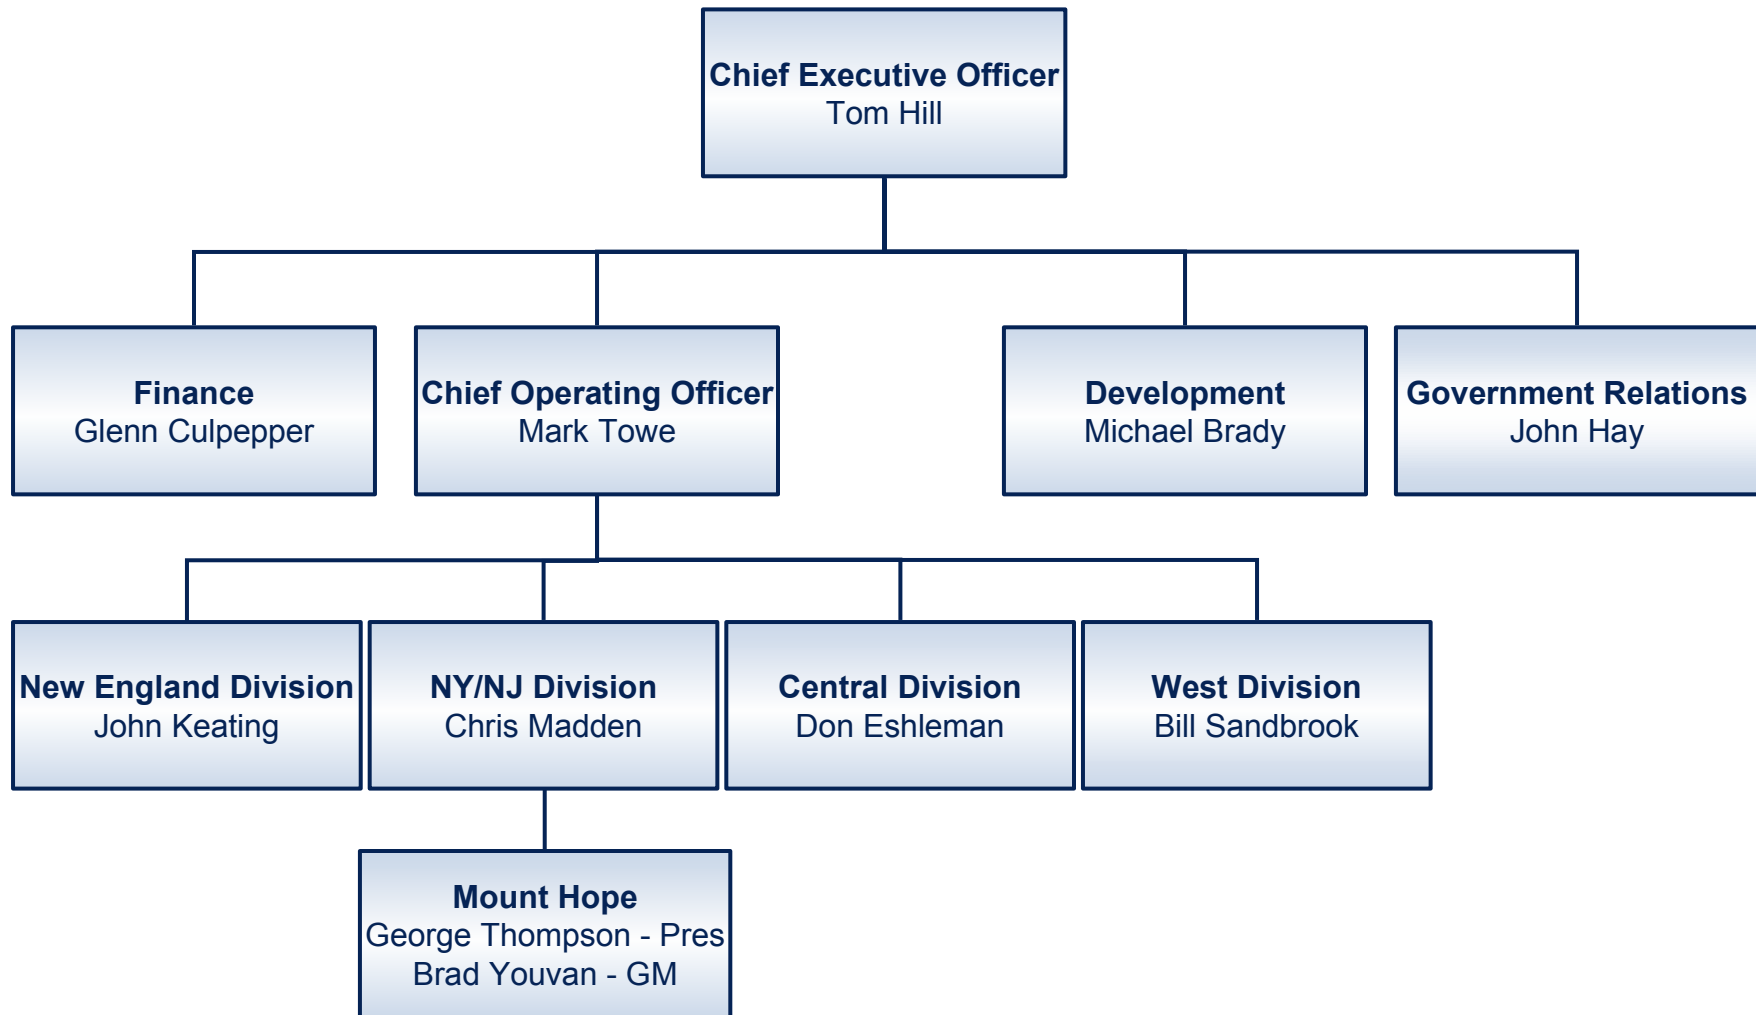 Chief Executive Officer
Tom Hill
Finance
Glenn Culpepper
Chief Operating Officer
Mark Towe
Development
Michael Brady
Government Relations
John Hay
New England Division
John Keating
NY/NJ Division
Chris Madden
Central Division
Don Eshleman
West Division
Bill Sandbrook
Mount Hope
George Thompson - Pres
Brad Youvan - GM